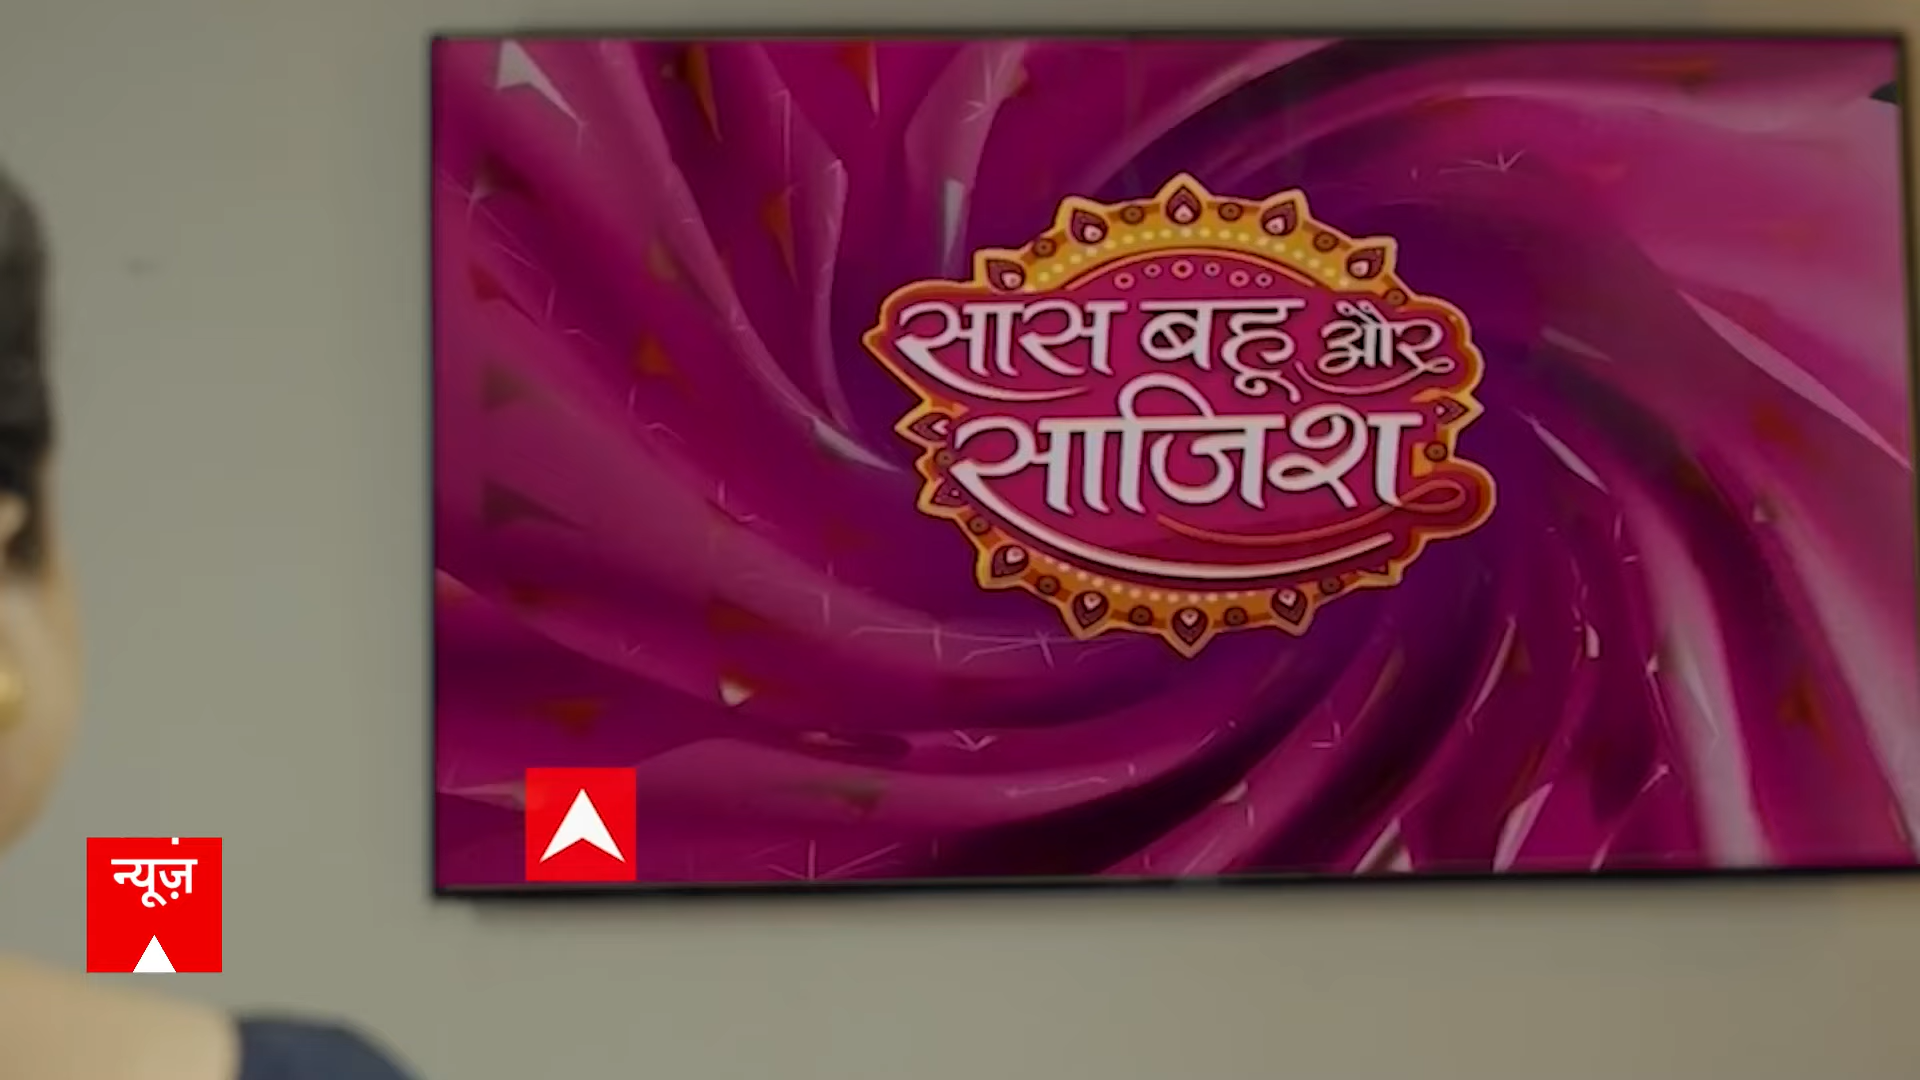 सास बहू और
साजिश
न्यूज़